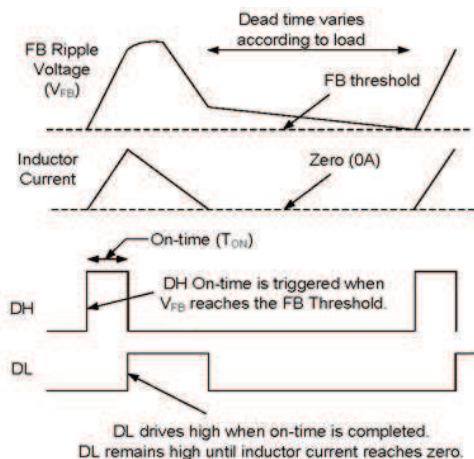 Dead time varies
according to load
FB Ripple
Voltage
(VFB)
FB threshold
Inductor
Current
Zero (0A)
On-time (TON)
DH On-time is triggered when
VFB reaches the FB Threshold.
DH
DL
DL drives high when on-time is completed.
DL remains high until inductor current reaches zero.